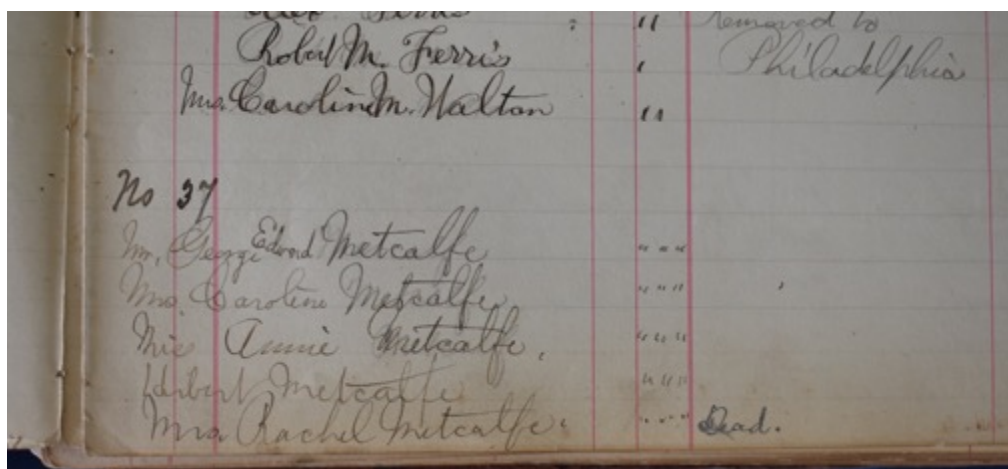 Ferris " removed to
Robert M. Ferris " Philadelphia
Mrs. Caroline M. Walton "
No 37
Mr. George Edward Metcalfe " " "
Mrs. Caroline Metcalfe " " "
Miss Annie Metcalfe. " " "
Herbert Metcalfe " " "
Mrs. Rachel Metcalfe. " " " Dead.